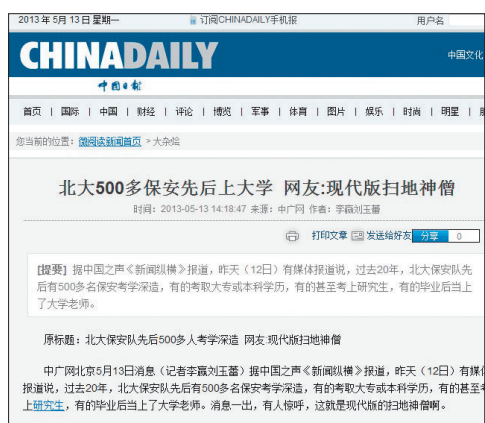 2013 年 5月 13 日 星期一 订阅CHINADAILY手机报 用户名
CHINADAILY 中国文化
中国日报
首页 | 国际 | 中国 | 财经 | 评论 | 博览 | 军事 | 体育 | 图片 | 娱乐 | 时尚 | 明星 |
您当前的位置：微阅读新闻首页 > 大杂烩
北大500多保安先后上大学 网友:现代版扫地神僧
时间：2013-05-13 14:18:47 来源：中广网 作者：李赢刘玉蕾
打印文章 发送给好友 分享 0
[提要] 据中国之声《新闻纵横》报道，昨天（12日）有媒体报道说，过去20年，北大保安队先
后有500多名保安考学深造，有的考取大专或本科学历，有的甚至考上研究生，有的毕业后当上
了大学老师。
原标题：北大保安队先后500多人考学深造 网友:现代版扫地神僧
中广网北京5月13日消息（记者李赢刘玉蕾）据中国之声《新闻纵横》报道，昨天（12日）有媒
报道说，过去20年，北大保安队先后有500多名保安考学深造，有的考取大专或本科学历，有的甚至
上研究生，有的毕业后当上了大学老师。消息一出，有人惊呼，这就是现代版的扫地神僧啊。